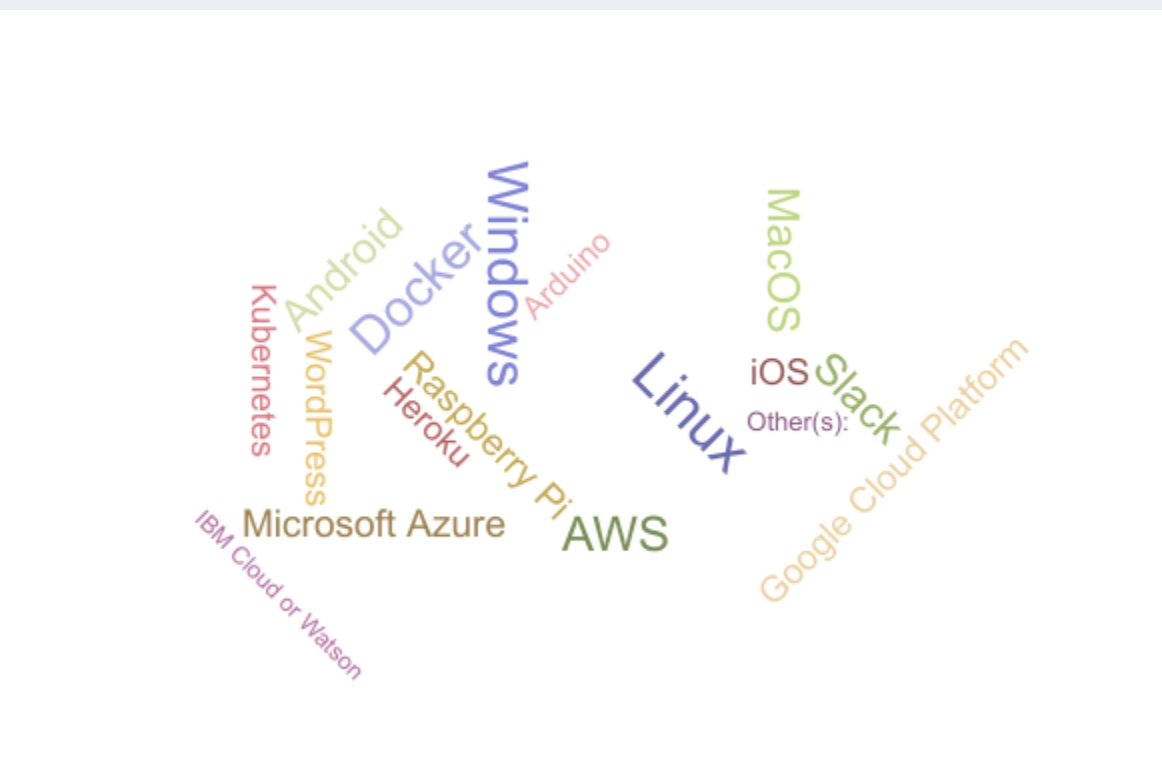 Windows
MacOS
Android
Docker
Arduino
Kubernetes
WordPress
Raspberry Pi
Heroku
Linux
iOS
Slack
Other(s):
Google Cloud Platform
Microsoft Azure
AWS
IBM Cloud or Watson